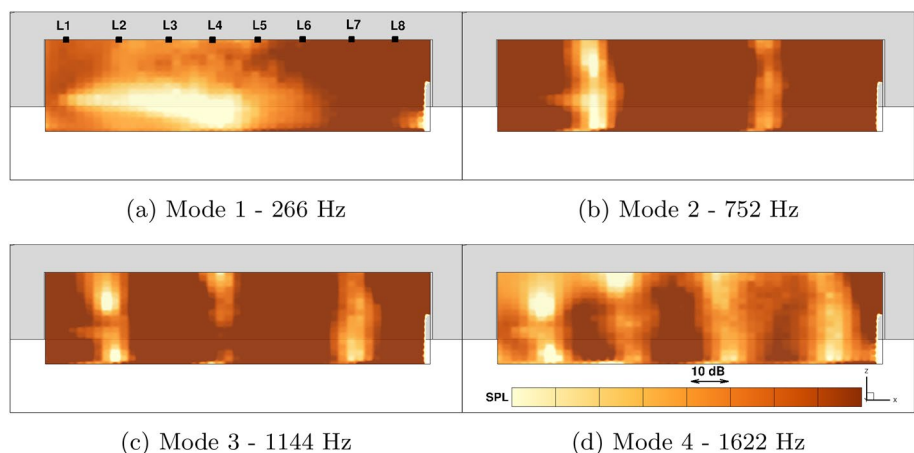 L1 L2 L3 L4 L5 L6 L7 L8
(a) Mode 1 - 266 Hz
(b) Mode 2 - 752 Hz
(c) Mode 3 - 1144 Hz
10 dB
SPL
z
x
(d) Mode 4 - 1622 Hz